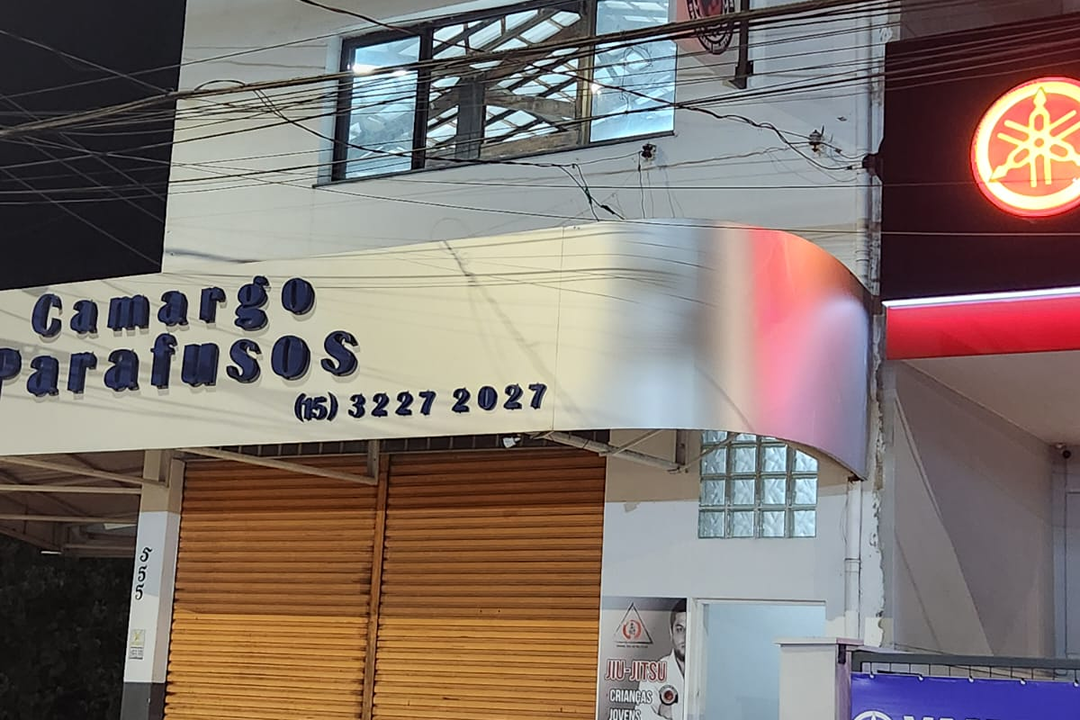 Camargo
Parafusos
(15) 3227 2027
555
JIU-JITSU
CRIANÇAS
JOVENS